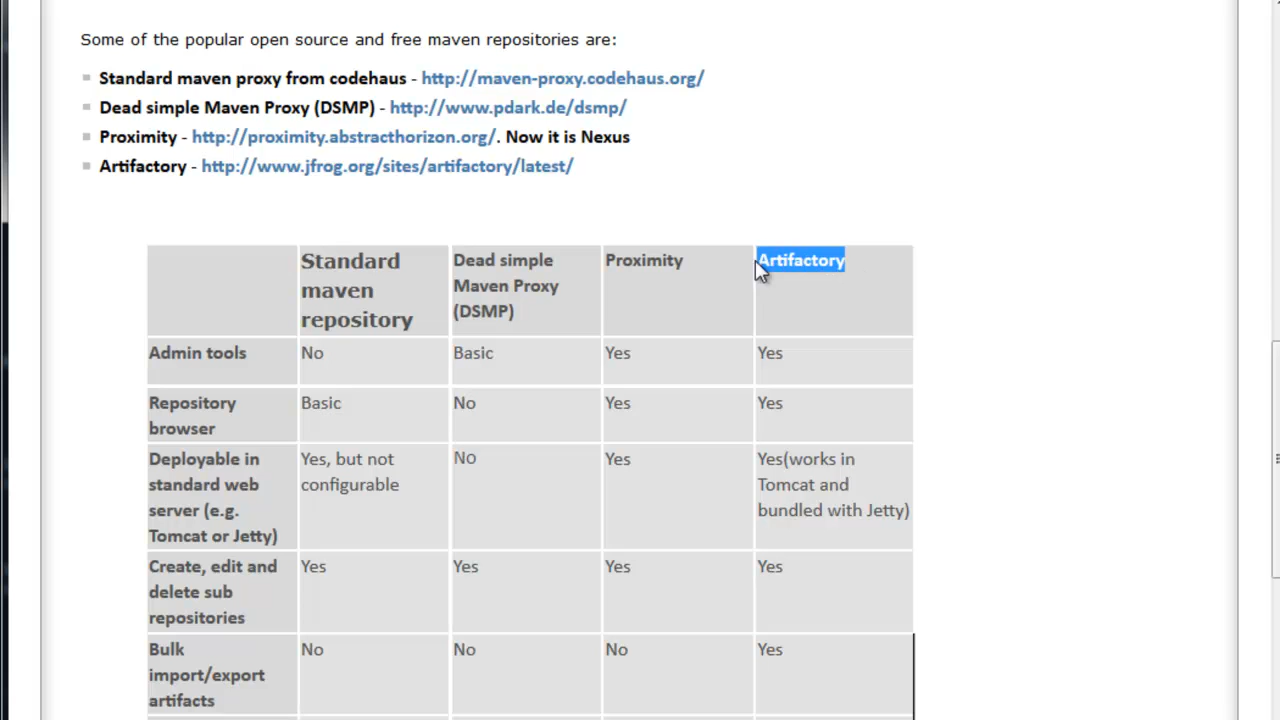 Some of the popular open source and free maven repositories are:
Standard maven proxy from codehaus - http://maven-proxy.codehaus.org/
Dead simple Maven Proxy (DSMP) - http://www.pdark.de/dsmp/
Proximity - http://proximity.abstracthorizon.org/. Now it is Nexus
Artifactory - http://www.jfrog.org/sites/artifactory/latest/
Standard
maven
repository
Dead simple
Maven Proxy
(DSMP)
Proximity
Artifactory
Admin tools
No
Basic
Yes
Yes
Repository
browser
Basic
No
Yes
Yes
Deployable in
standard web
server (e.g.
Tomcat or Jetty)
Yes, but not
configurable
No
Yes
Yes(works in
Tomcat and
bundled with Jetty)
Create, edit and
delete sub
repositories
Yes
Yes
Yes
Yes
Bulk
import/export
artifacts
No
No
No
Yes